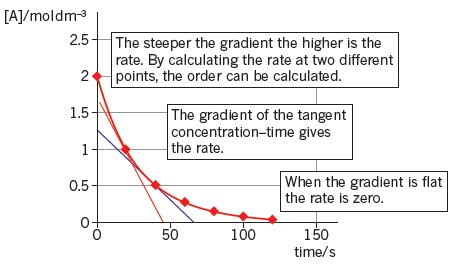 [A]/moldm⁻³
2.5
The steeper the gradient the higher is the
rate. By calculating the rate at two different
points, the order can be calculated.
2
1.5
The gradient of the tangent
concentration–time gives
the rate.
1
When the gradient is flat
the rate is zero.
0.5
0
0 50 100 150
time/s